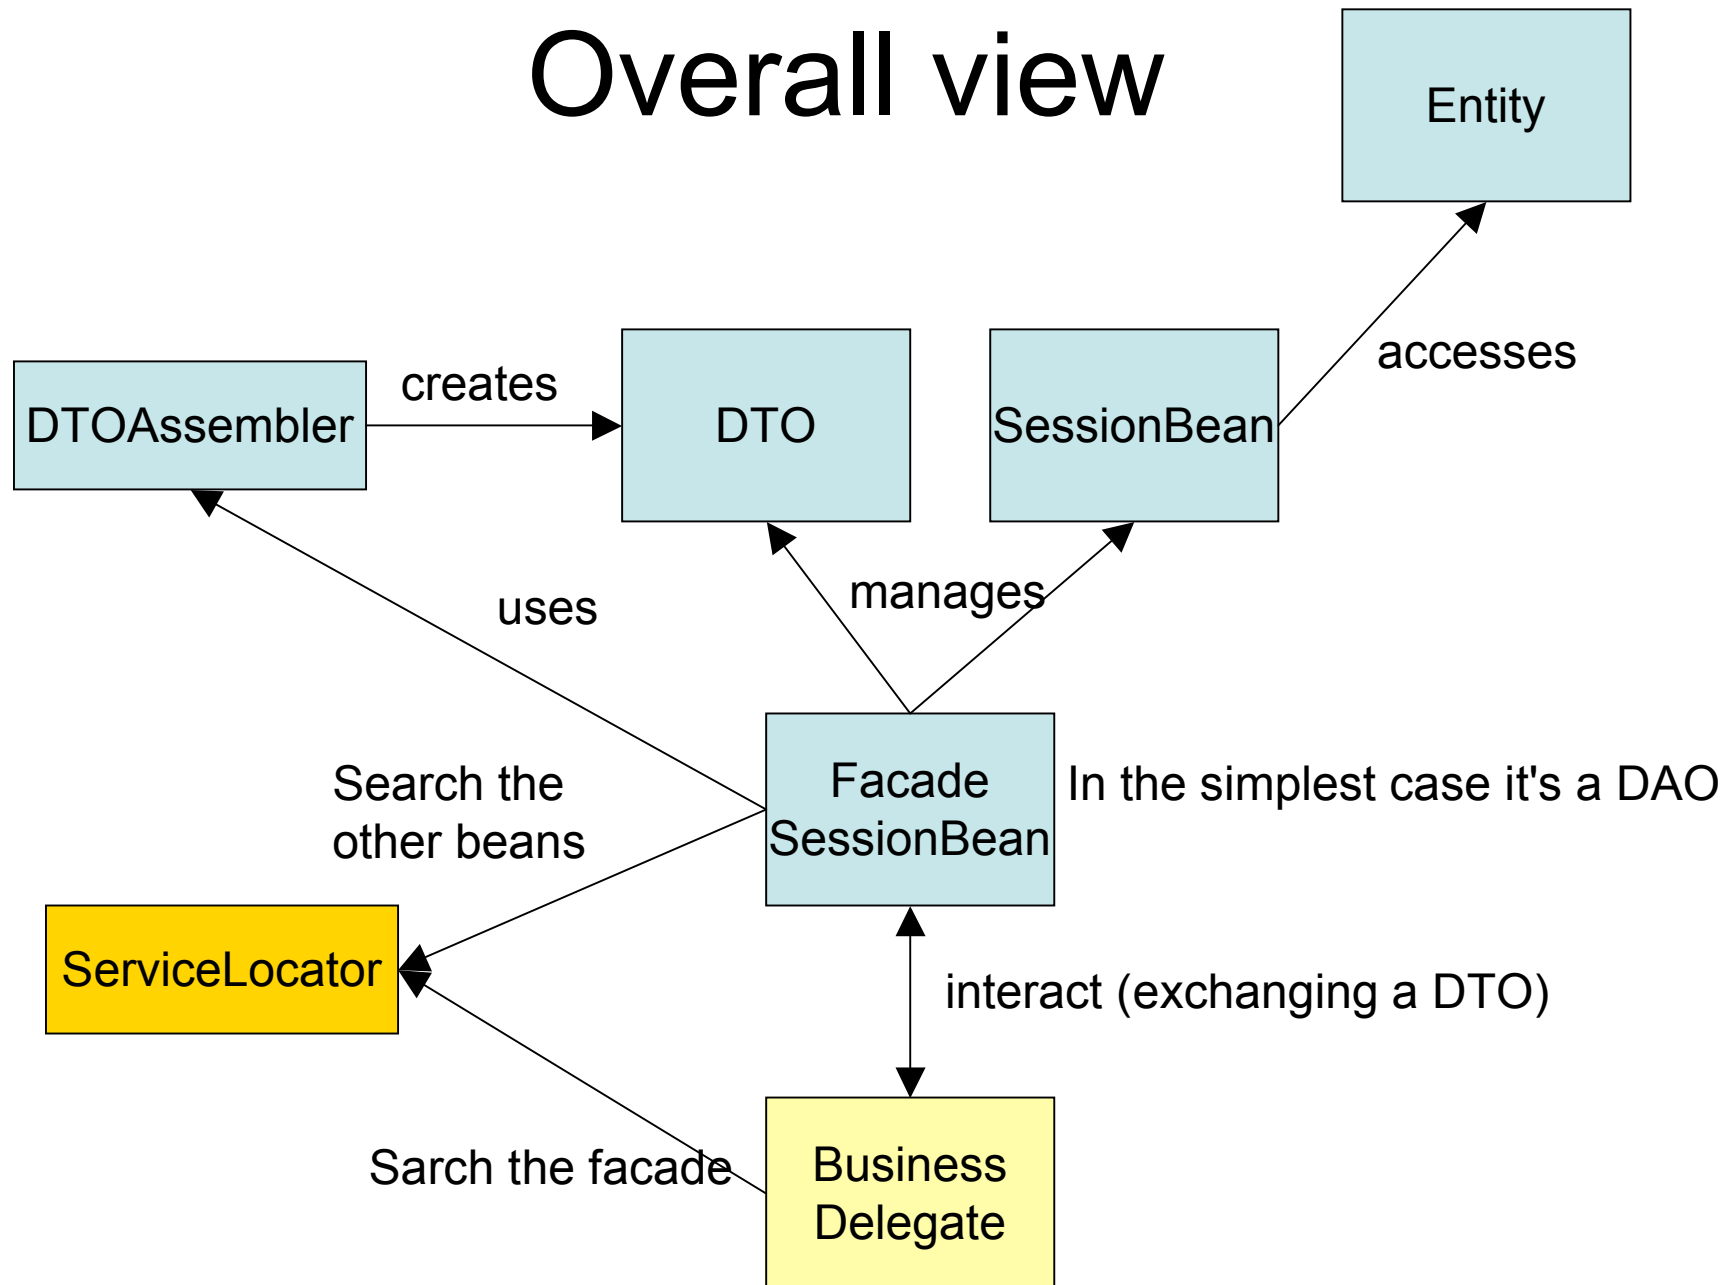 Overall view
Entity
accesses
creates
DTOAssembler
DTO
SessionBean
manages
uses
Search the
other beans
Facade
SessionBean
In the simplest case it's a DAO
ServiceLocator
interact (exchanging a DTO)
Sarch the facade
Business
Delegate